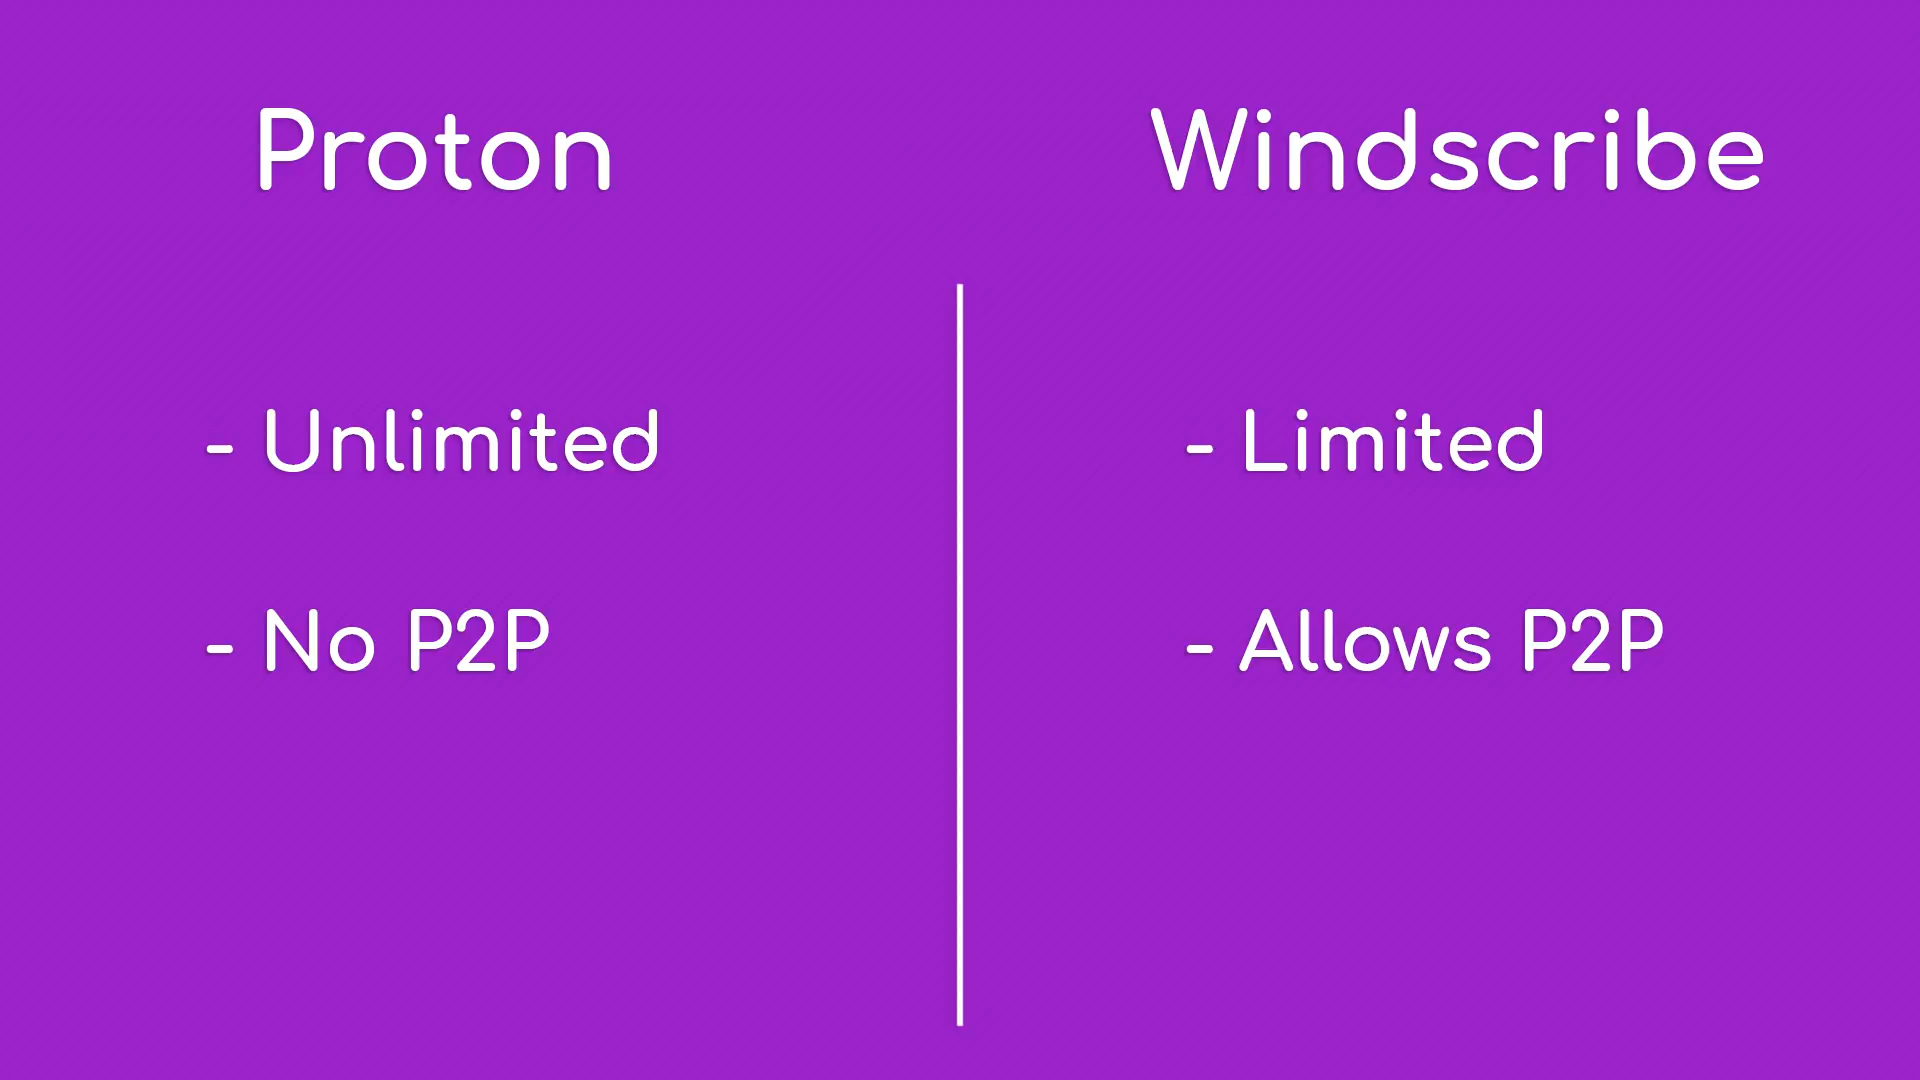 Proton
- Unlimited
- No P2P
Windscribe
- Limited
- Allows P2P